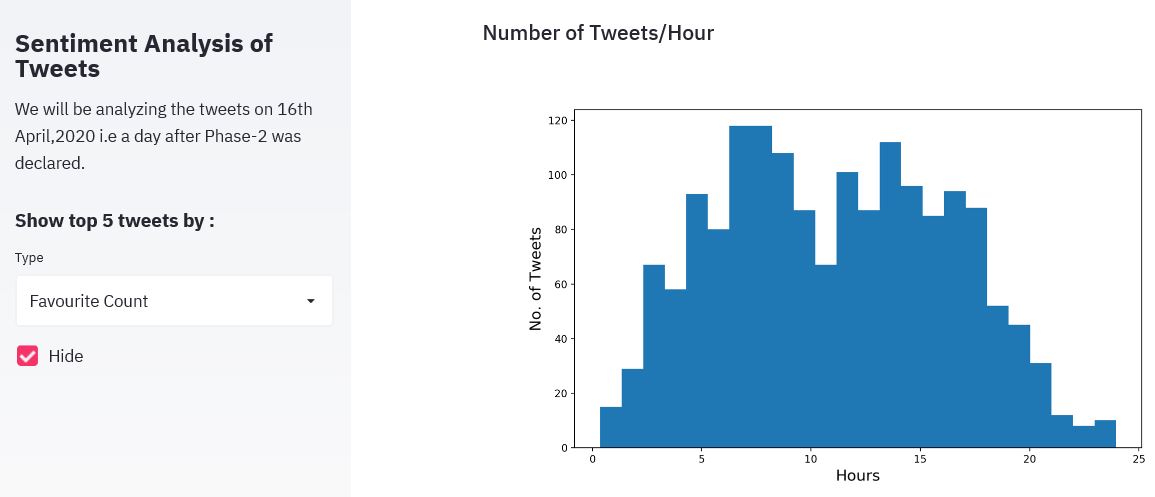 Sentiment Analysis of
Tweets
We will be analyzing the tweets on 16th
April,2020 i.e a day after Phase-2 was
declared.
Show top 5 tweets by :
Type
Favourite Count
Hide
Number of Tweets/Hour
No. of Tweets
120
100
80
60
40
20
0
0 5 10 15 20 25
Hours